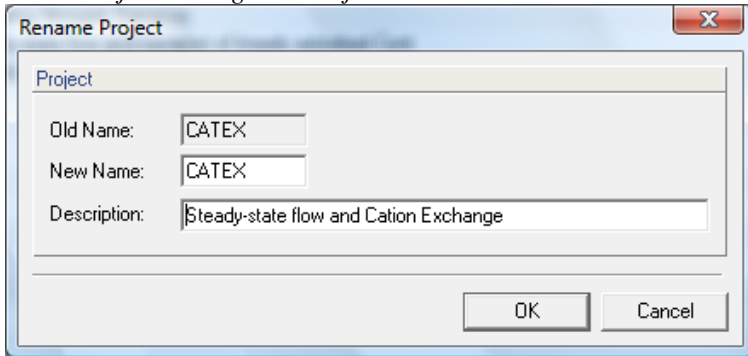 Rename Project
Project
Old Name: CATEX
New Name: CATEX
Description: Steady-state flow and Cation Exchange
OK Cancel